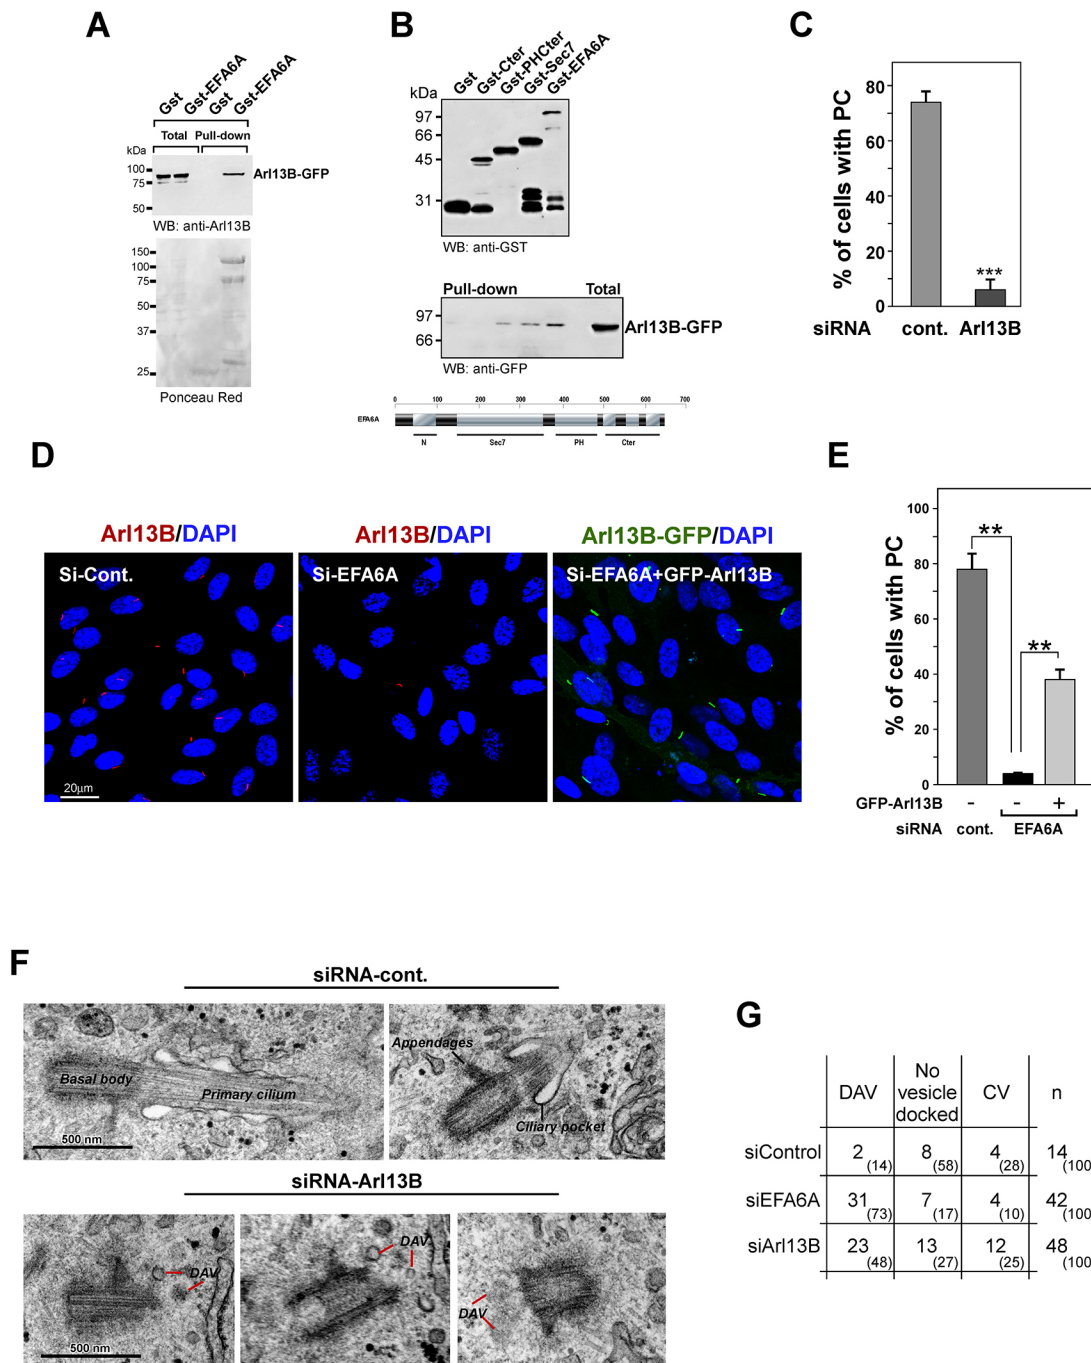 A
Gst
Gst-EFA6A
Gst
Gst-EFA6A
Total
Pull-down
kDa
100
75
50
Arl13B-GFP
WB: anti-Arl13B
150
100
75
50
37
25
Ponceau Red
B
Gst
Gst-Cter
Gst-PHCter
Gst-Sec7
Gst-EFA6A
kDa
97
66
45
31
WB: anti-GST
Pull-down
Total
97
66
Arl13B-GFP
WB: anti-GFP
0 100 200 300 400 500 600 700
EFA6A
N Sec7 PH Cter
C
% of cells with PC
80
60
40
20
0
***
siRNA cont. Arl13B
D
Arl13B/DAPI
Si-Cont.
20µm
Arl13B/DAPI
Si-EFA6A
Arl13B-GFP/DAPI
Si-EFA6A+GFP-Arl13B
E
% of cells with PC
100
80
60
40
20
0
**
**
GFP-Arl13B - - +
siRNA cont. EFA6A
F
siRNA-cont.
Basal body
Primary cilium
500 nm
Appendages
Ciliary pocket
siRNA-Arl13B
DAV
500 nm
DAV
DAV
G
DAV No vesicle docked CV n
siControl 2 (14) 8 (58) 4 (28) 14 (100
siEFA6A 31 (73) 7 (17) 4 (10) 42 (100
siArl13B 23 (48) 13 (27) 12 (25) 48 (100